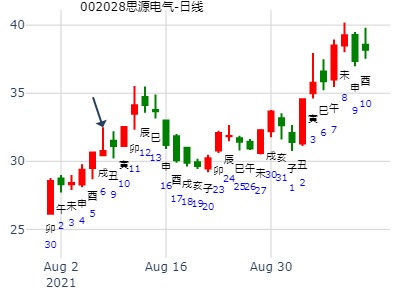 002028思源电气-日线
40
35
30
25
卯
30
午
2
未
3
申
4
酉
5
戌
6
丑
9
寅
10
卯
11
辰
12
巳
13
申
16
酉
17
戌
18
亥
19
子
20
卯
23
辰
24
巳
25
午
26
未
27
戌
30
亥
31
子
1
丑
2
寅
3
巳
6
午
7
未
8
申
9
酉
10
Aug 2
2021
Aug 16
Aug 30